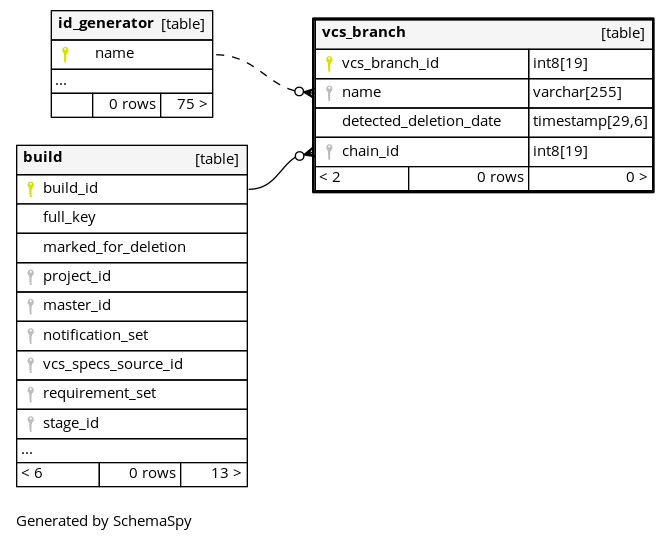 id_generator [table]
name
...
0 rows 75 >
vcs_branch [table]
vcs_branch_id int8[19]
name varchar[255]
detected_deletion_date timestamp[29,6]
chain_id int8[19]
< 2 0 rows 0 >
build [table]
build_id
full_key
marked_for_deletion
project_id
master_id
notification_set
vcs_specs_source_id
requirement_set
stage_id
...
< 6 0 rows 13 >
Generated by SchemaSpy